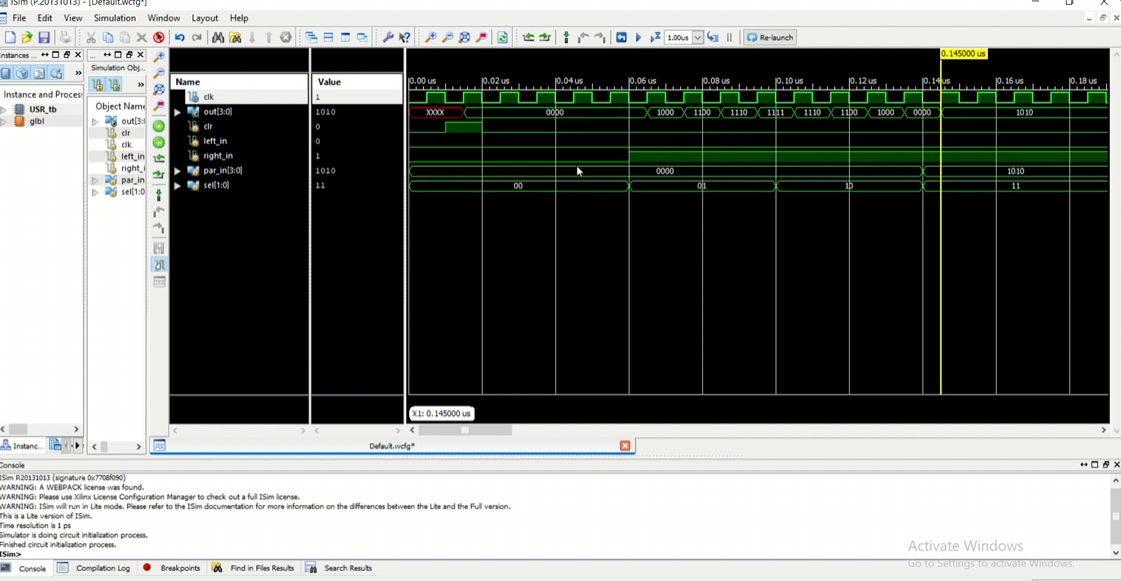 ISim (P.20131013) - [Default.wcfg*]
File Edit View Simulation Window Layout Help
1.00us Re-launch
Instances ...
Simulation Obj...
Instance and Process
USR_tb
glbl
Object Name
out[3:
clr
clk
left_in
right_i
par_in
sel[1:0
Name Value
clk 1
out[3:0] 1010
clr 0
left_in 0
right_in 1
par_in[3:0] 1010
sel[1:0] 11
0.145000 us
0.00 us 0.02 us 0.04 us 0.06 us 0.08 us 0.10 us 0.12 us 0.14 us 0.16 us 0.18 us
XXXX 0000 1000 1100 1110 1111 1110 1100 1000 0000 1010
0000 1010
00 01 10 11
X1: 0.145000 us
Instanc...
Default.wcfg*
Console
ISim P.20131013 (signature 0x7708f090)
WARNING: A WEBPACK license was found.
WARNING: Please use Xilinx License Configuration Manager to check out a full ISim license.
WARNING: ISim will run in Lite mode. Please refer to the ISim documentation for more information on the differences between the Lite and the Full version.
This is a Lite version of ISim.
Time resolution is 1 ps
Simulator is doing circuit initialization process.
Finished circuit initialization process.
ISim>
Console Compilation Log Breakpoints Find in Files Results Search Results
Activate Windows
Go to Settings to activate Windows.